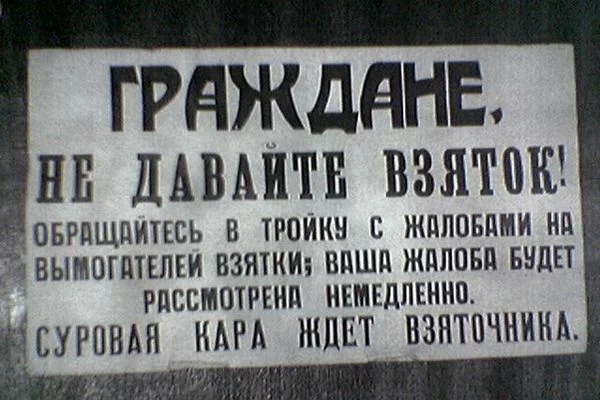 ГРАЖДАНЕ,
НЕ ДАВАЙТЕ ВЗЯТОК!
ОБРАЩАЙТЕСЬ В ТРОЙКУ С ЖАЛОБАМИ НА
ВЫМОГАТЕЛЕЙ ВЗЯТКИ; ВАША ЖАЛОБА БУДЕТ
РАССМОТРЕНА НЕМЕДЛЕННО.
СУРОВАЯ КАРА ЖДЕТ ВЗЯТОЧНИКА.